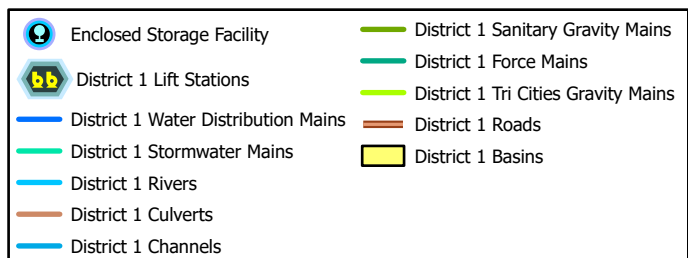 Enclosed Storage Facility
District 1 Lift Stations
District 1 Water Distribution Mains
District 1 Stormwater Mains
District 1 Rivers
District 1 Culverts
District 1 Channels
District 1 Sanitary Gravity Mains
District 1 Force Mains
District 1 Tri Cities Gravity Mains
District 1 Roads
District 1 Basins